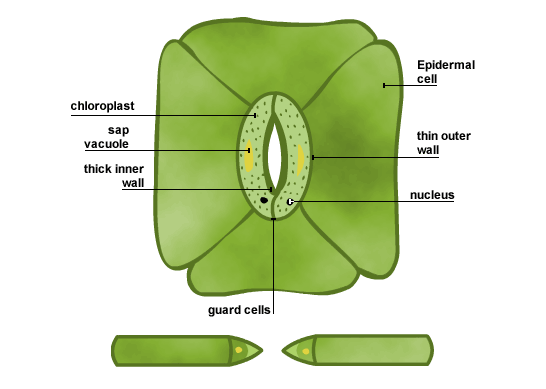 Epidermal
cell
chloroplast
sap
vacuole
thin outer
wall
thick inner
wall
nucleus
guard cells